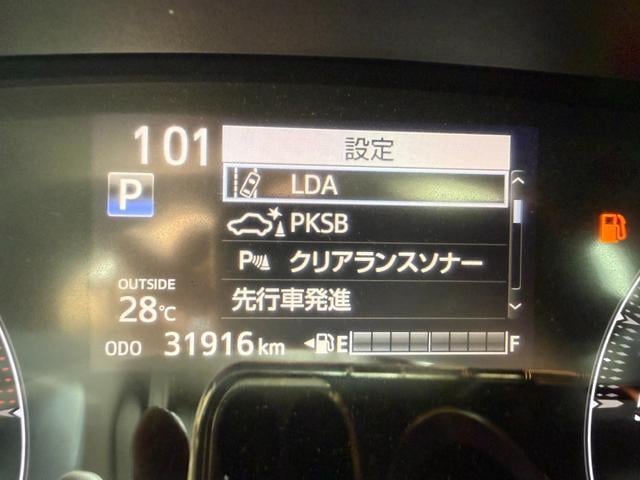 101
設定
P
LDA
PKSB
P クリアランスソナー
先行車発進
OUTSIDE
28℃
ODO 31916 km E F